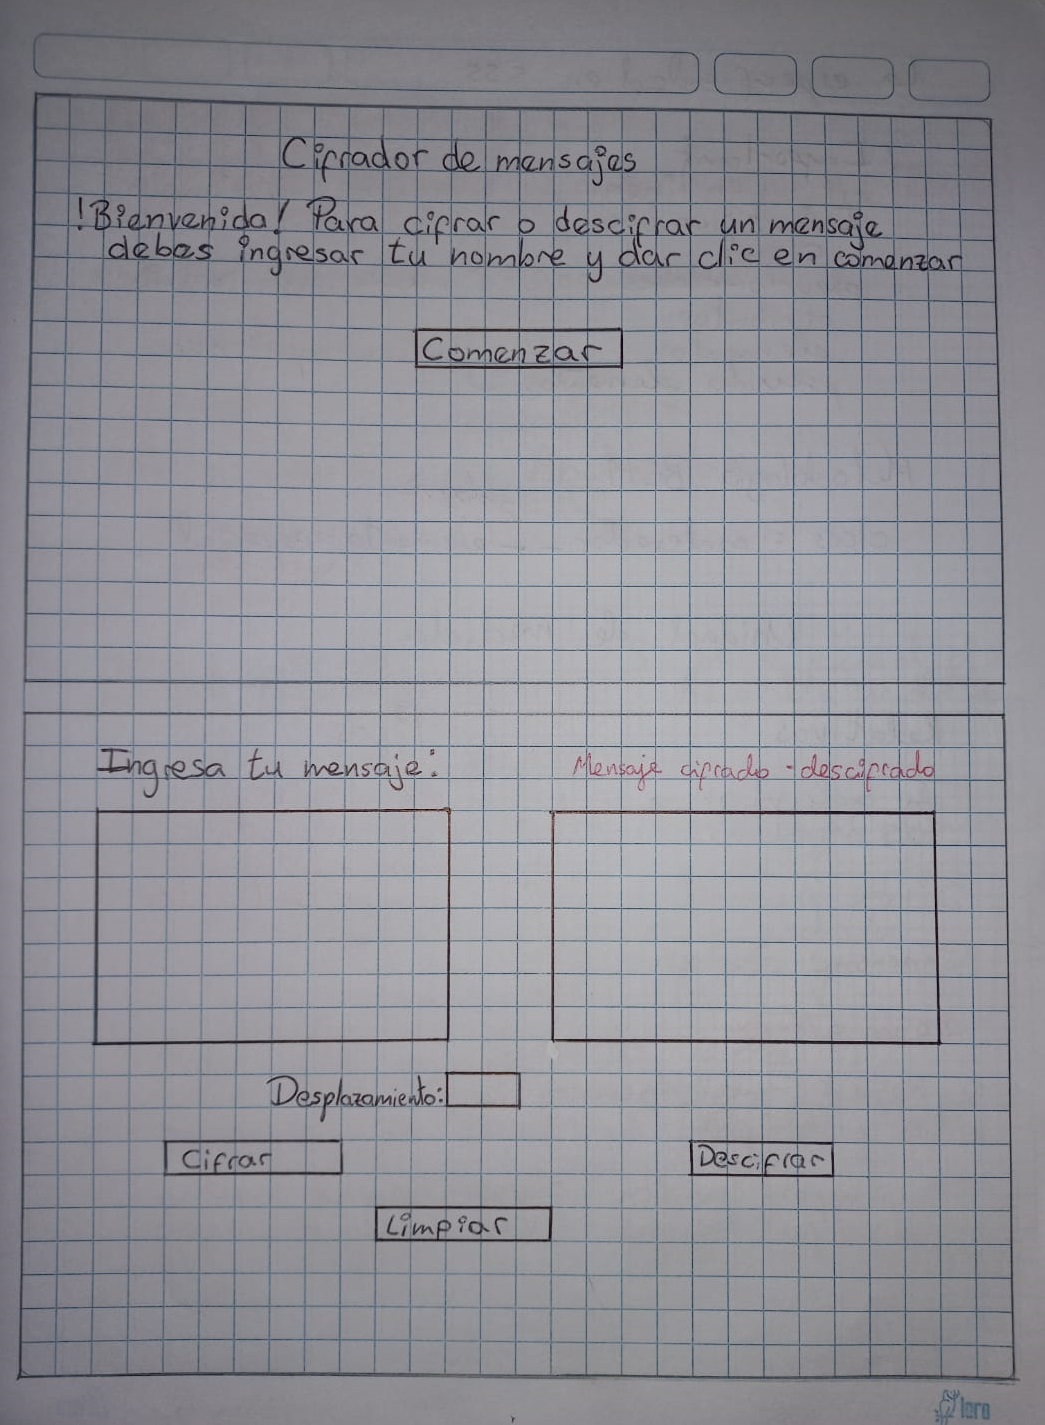 Cifrador de mensajes
!Bienvenida! Para cifrar o descifrar un mensaje
debes ingresar tu nombre y dar clic en comenzar
Comenzar
Ingresa tu mensaje:
Mensaje cifrado - descifrado
Desplazamiento:
Cifrar
Descifrar
Limpiar
loro